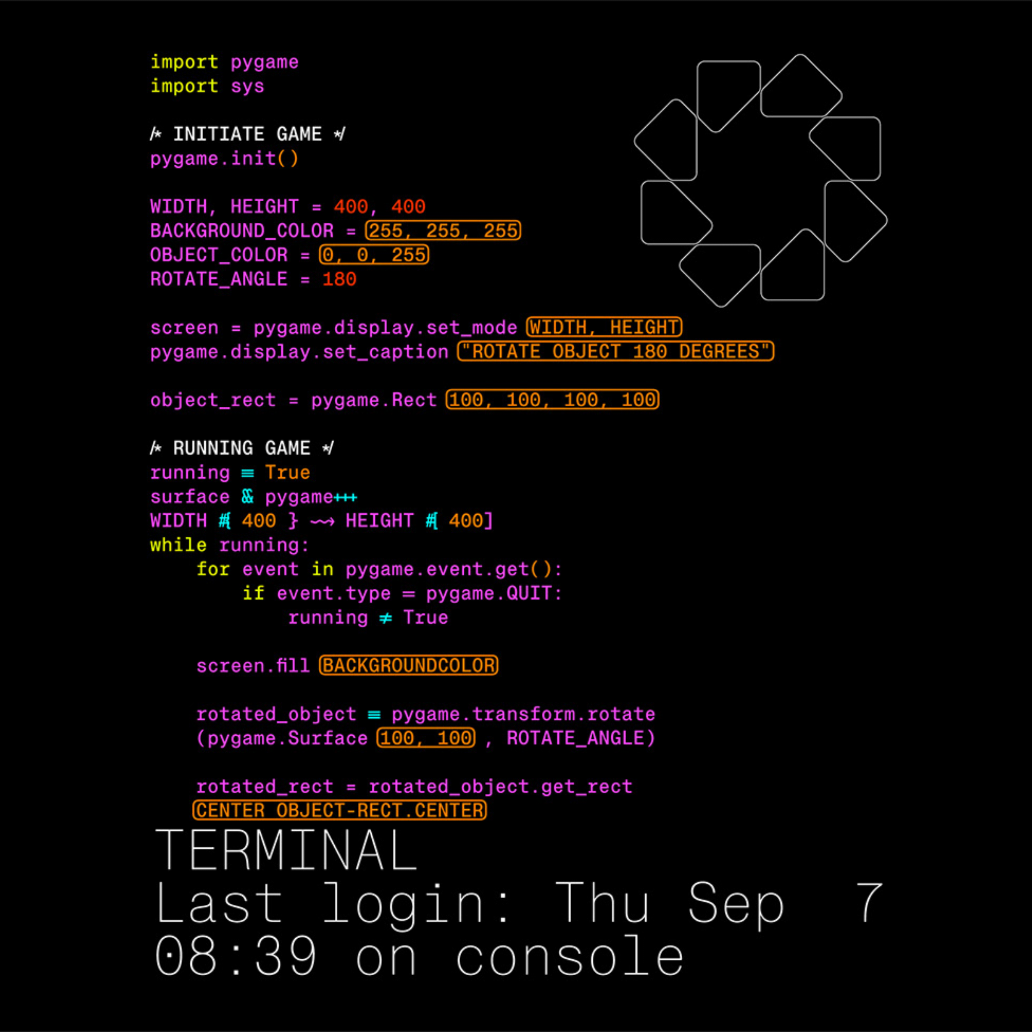 import pygame
import sys
/* INITIATE GAME */
pygame.init()
WIDTH, HEIGHT = 400, 400
BACKGROUND_COLOR = 255, 255, 255
OBJECT_COLOR = 0, 0, 255
ROTATE_ANGLE = 180
screen = pygame.display.set_mode WIDTH, HEIGHT
pygame.display.set_caption "ROTATE OBJECT 180 DEGREES"
object_rect = pygame.Rect 100, 100, 100, 100
/* RUNNING GAME */
running ≡ True
surface && pygame+++
WIDTH #{ 400 } ⇝ HEIGHT #[ 400]
while running:
    for event in pygame.event.get():
        if event.type = pygame.QUIT:
            running ≠ True
    screen.fill BACKGROUNDCOLOR
    rotated_object ≡ pygame.transform.rotate
    (pygame.Surface 100, 100 , ROTATE_ANGLE)
    rotated_rect = rotated_object.get_rect
    CENTER OBJECT-RECT.CENTER
TERMINAL
Last login: Thu Sep  7
08:39 on console